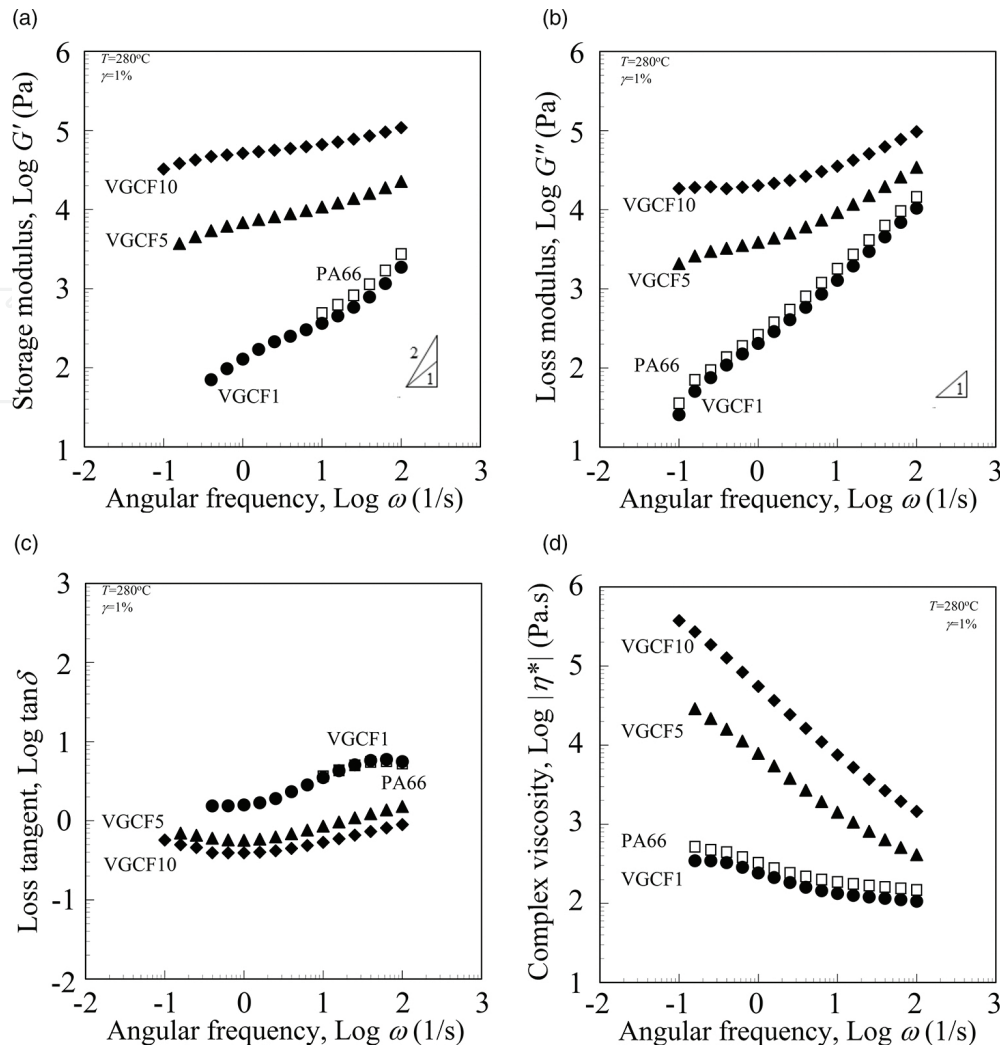 (a)
Storage modulus, Log G' (Pa)
6
5
4
3
2
1
T=280°C
γ=1%
VGCF10
VGCF5
PA66
VGCF1
2
1
-2
-1
0
1
2
3
Angular frequency, Log ω (1/s)
(b)
Loss modulus, Log G" (Pa)
6
5
4
3
2
1
T=280°C
γ=1%
VGCF10
VGCF5
PA66
VGCF1
1
-2
-1
0
1
2
3
Angular frequency, Log ω (1/s)
(c)
Loss tangent, Log tanδ
3
2
1
0
-1
-2
T=280°C
γ=1%
VGCF1
PA66
VGCF5
VGCF10
-2
-1
0
1
2
3
Angular frequency, Log ω (1/s)
(d)
Complex viscosity, Log |η*| (Pa.s)
6
5
4
3
2
1
T=280°C
γ=1%
VGCF10
VGCF5
PA66
VGCF1
-2
-1
0
1
2
3
Angular frequency, Log ω (1/s)